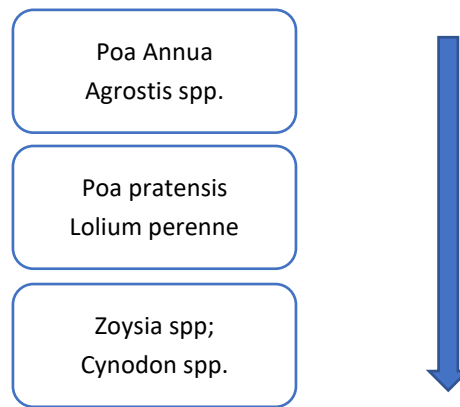 Poa Annua
Agrostis spp.
Poa pratensis
Lolium perenne
Zoysia spp;
Cynodon spp.